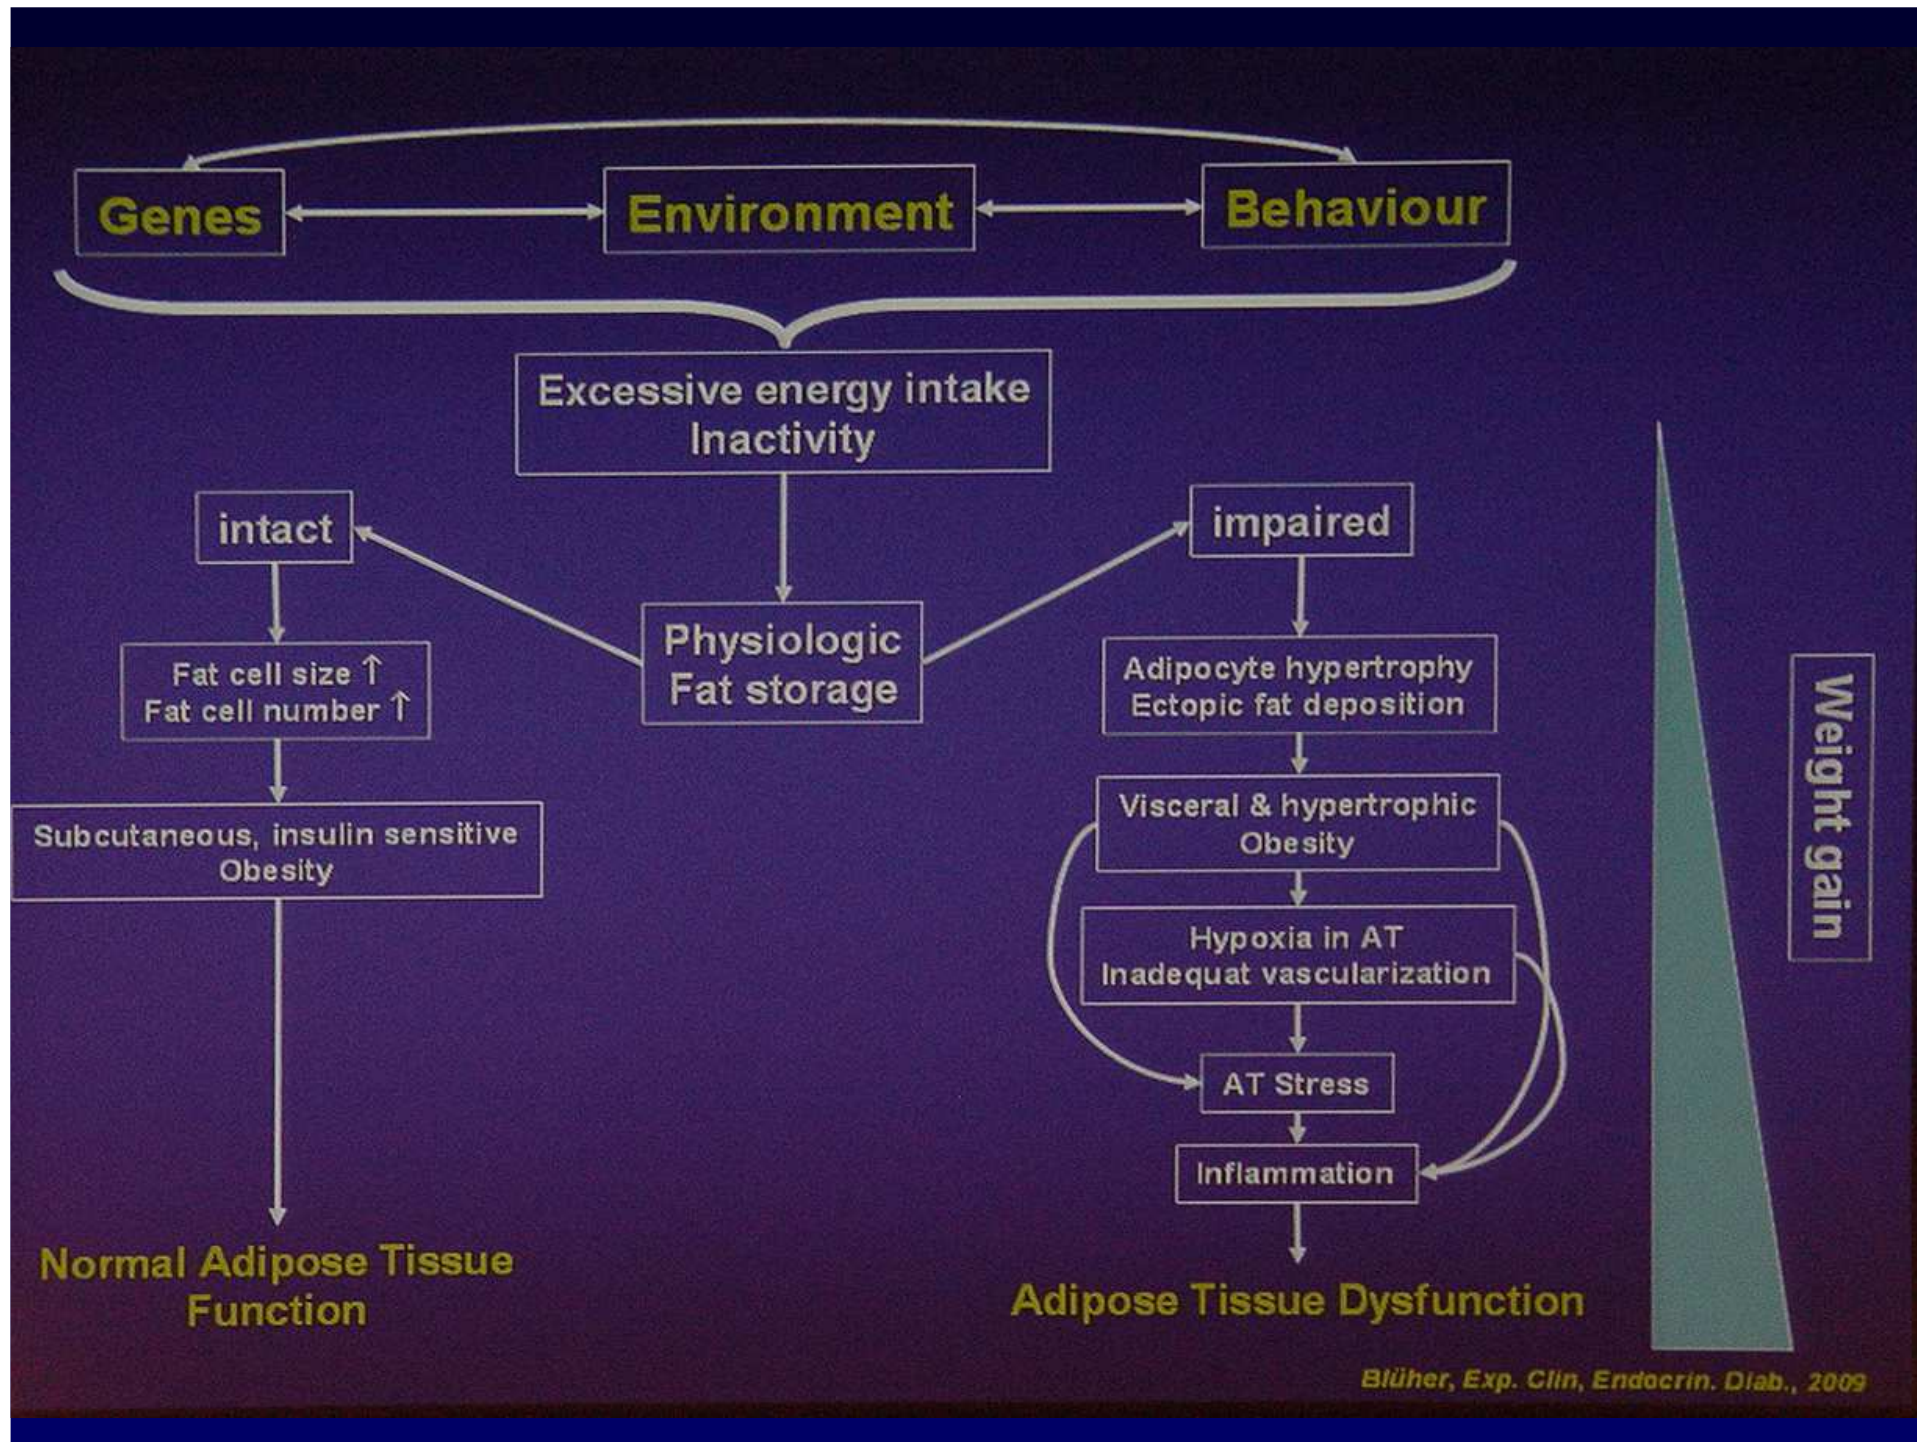 Genes
Environment
Behaviour
Excessive energy intake
Inactivity
intact
impaired
Physiologic
Fat storage
Fat cell size ↑
Fat cell number ↑
Adipocyte hypertrophy
Ectopic fat deposition
Subcutaneous, insulin sensitive
Obesity
Visceral & hypertrophic
Obesity
Hypoxia in AT
Inadequat vascularization
AT Stress
Inflammation
Normal Adipose Tissue
Function
Adipose Tissue Dysfunction
Weight gain
Blüher, Exp. Clin, Endocrin. Diab., 2009